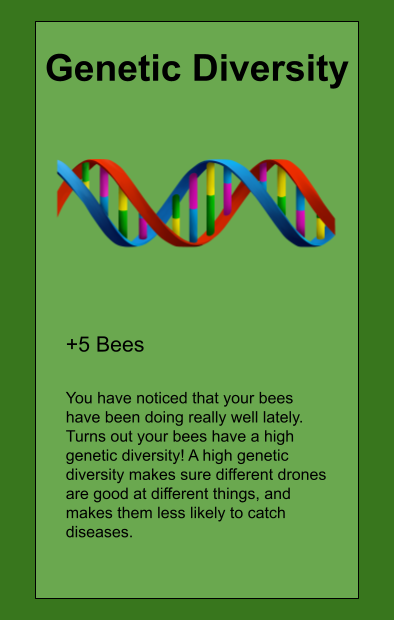 Genetic Diversity
+5 Bees
You have noticed that your bees
have been doing really well lately.
Turns out your bees have a high
genetic diversity! A high genetic
diversity makes sure different drones
are good at different things, and
makes them less likely to catch
diseases.